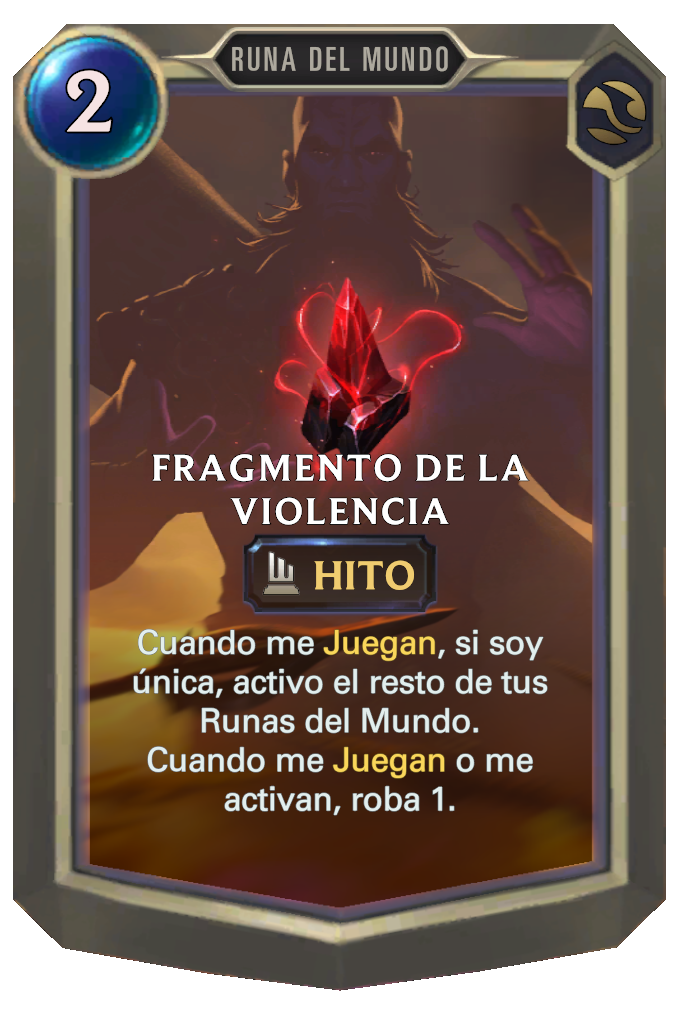 2
RUNA DEL MUNDO
FRAGMENTO DE LA
VIOLENCIA
HITO
Cuando me Juegan, si soy
única, activo el resto de tus
Runas del Mundo.
Cuando me Juegan o me
activan, roba 1.